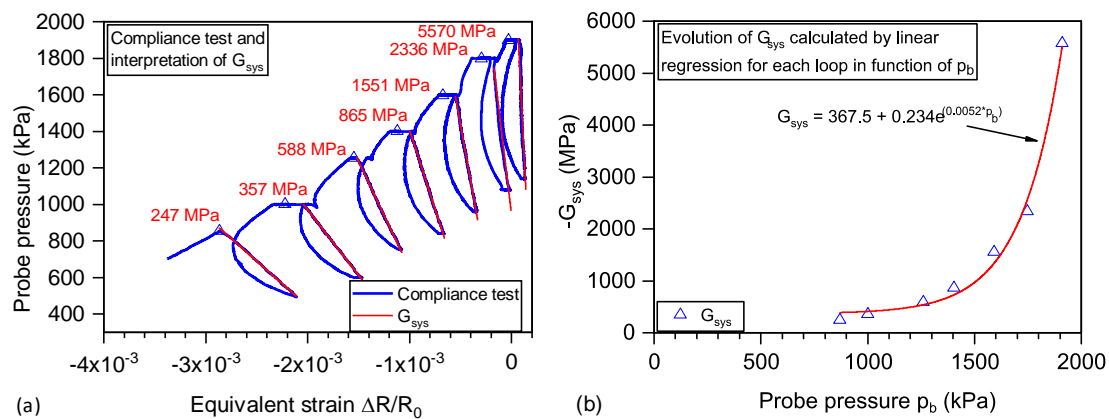 Compliance test and
interpretation of Gsys
247 MPa
357 MPa
588 MPa
865 MPa
1551 MPa
2336 MPa
5570 MPa
Compliance test
Gsys
Probe pressure (kPa)
2000
1800
1600
1400
1200
1000
800
600
400
-4x10-3
-3x10-3
-2x10-3
-1x10-3
0
Equivalent strain ΔR/R0
(a)
Evolution of Gsys calculated by linear
regression for each loop in function of pb
Gsys = 367.5 + 0.234e(0.0052*pb)
Gsys
-Gsys (MPa)
-6000
5000
4000
3000
2000
1000
0
0
500
1000
1500
2000
Probe pressure pb (kPa)
(b)